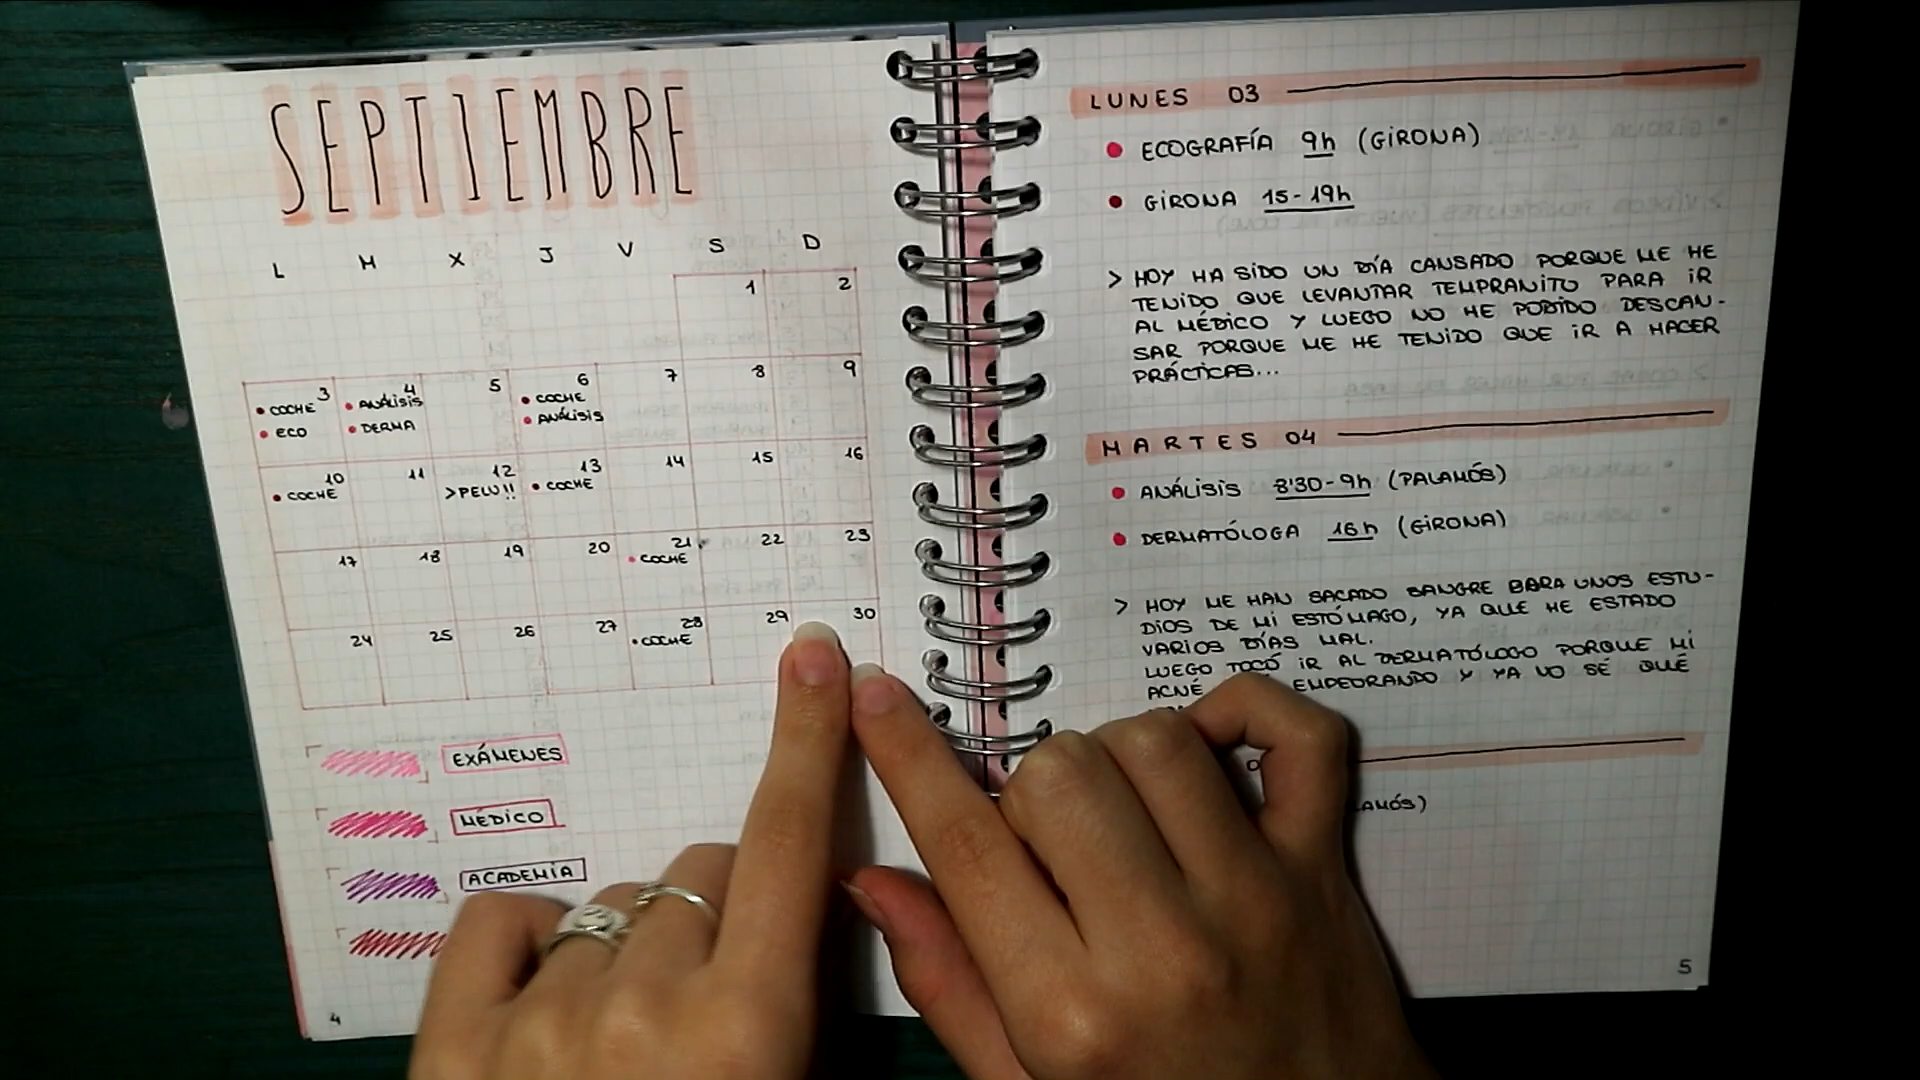 SEPTIEMBRE
L M X J V S D
1 2
3 4 5 6 7 8 9
• COCHE • ANÁLISIS • COCHE
• ECO • DERMA • ANÁLISIS
10 11 12 13 14 15 16
• COCHE >PELU!! • COCHE
17 18 19 20 21 22 23
• COCHE
24 25 26 27 28 29 30
• COCHE
EXÁMENES
MÉDICO
ACADEMIA
4
LUNES 03
• ECOGRAFÍA 9h (GIRONA)
• GIRONA 15-19h
> HOY HA SIDO UN DÍA CANSADO PORQUE ME HE
TENIDO QUE LEVANTAR TEMPRANITO PARA IR
AL MÉDICO Y LUEGO NO HE PODIDO DESCAN-
SAR PORQUE ME HE TENIDO QUE IR A HACER
PRÁCTICAS...
MARTES 04
• ANÁLISIS 8'30-9h (PALAMÓS)
• DERMATÓLOGA 16h (GIRONA)
> HOY ME HAN SACADO SANGRE PARA UNOS ESTU-
DIOS DE MI ESTÓMAGO, YA QUE HE ESTADO
VARIOS DÍAS MAL.
LUEGO TOCÓ IR AL DERMATÓLOGO PORQUE MI
ACNÉ EMPEORANDO Y YA NO SÉ QUÉ
AMÓS)
5